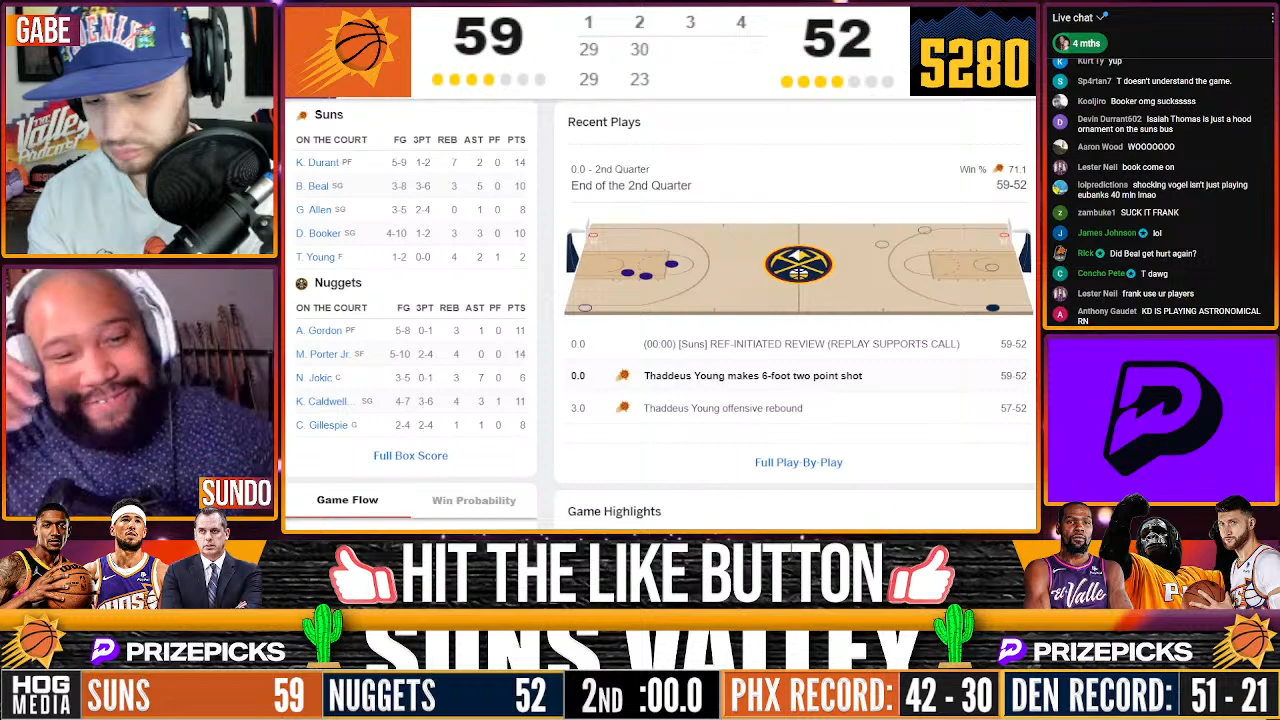 GABE
PHOENIX
The Valley
Podcast
SUNDO
59
1 2 3 4
29 30
29 23
52
5280
Suns
ON THE COURT FG 3PT REB AST PF PTS
K. Durant PF 5-9 1-2 7 2 0 14
B. Beal SG 3-8 3-6 3 5 0 10
G. Allen SG 3-5 2-4 0 1 0 8
D. Booker SG 4-10 1-2 3 3 0 10
T. Young F 1-2 0-0 4 2 1 2
Nuggets
ON THE COURT FG 3PT REB AST PF PTS
A. Gordon PF 5-8 0-1 3 1 0 11
M. Porter Jr. SF 5-10 2-4 4 0 0 14
N. Jokic C 3-5 0-1 3 7 0 6
K. Caldwell... SG 4-7 3-6 4 3 1 11
C. Gillespie G 2-4 2-4 1 1 0 8
Full Box Score
Game Flow Win Probability
Recent Plays
0.0 - 2nd Quarter Win % 71.1
End of the 2nd Quarter 59-52
0.0 (00:00) [Suns] REF-INITIATED REVIEW (REPLAY SUPPORTS CALL) 59-52
0.0 Thaddeus Young makes 6-foot two point shot 59-52
3.0 Thaddeus Young offensive rebound 57-52
Full Play-By-Play
Game Highlights
Live chat
4 mths
Kurt Ty yup
Sp4rtan7 T doesn't understand the game.
Kooljiro Booker omg suckssss
Devin Durrant602 Isaiah Thomas is just a hood
ornament on the suns bus
Aaron Wood WOOOOOOO
Lester Neil book come on
lolpredictions shocking vogel isn't just playing
eubanks 40 min lmao
zambuke1 SUCK IT FRANK
James Johnson lol
Rick Did Beal get hurt again?
Concho Pete T dawg
Lester Neil frank use ur players
Anthony Gaudet KD IS PLAYING ASTRONOMICAL
RN
HIT THE LIKE BUTTON
SUNS VALLEY
PRIZEPICKS
PRIZEPICKS
HOG
MEDIA
SUNS 59 NUGGETS 52 2ND :00.0 PHX RECORD: 42 - 30 DEN RECORD: 51 - 21